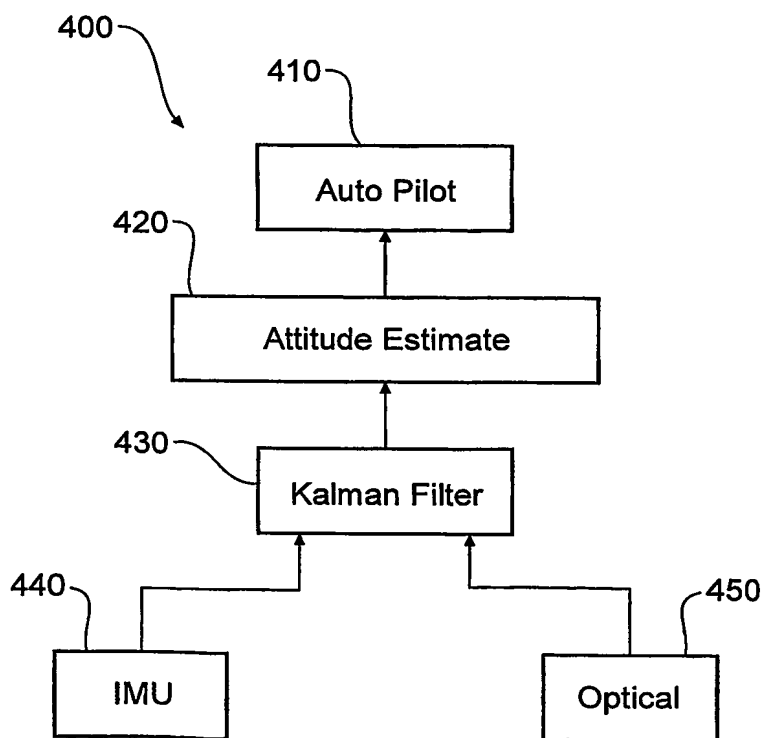 400
410
Auto Pilot
420
Attitude Estimate
430
Kalman Filter
440
450
IMU
Optical